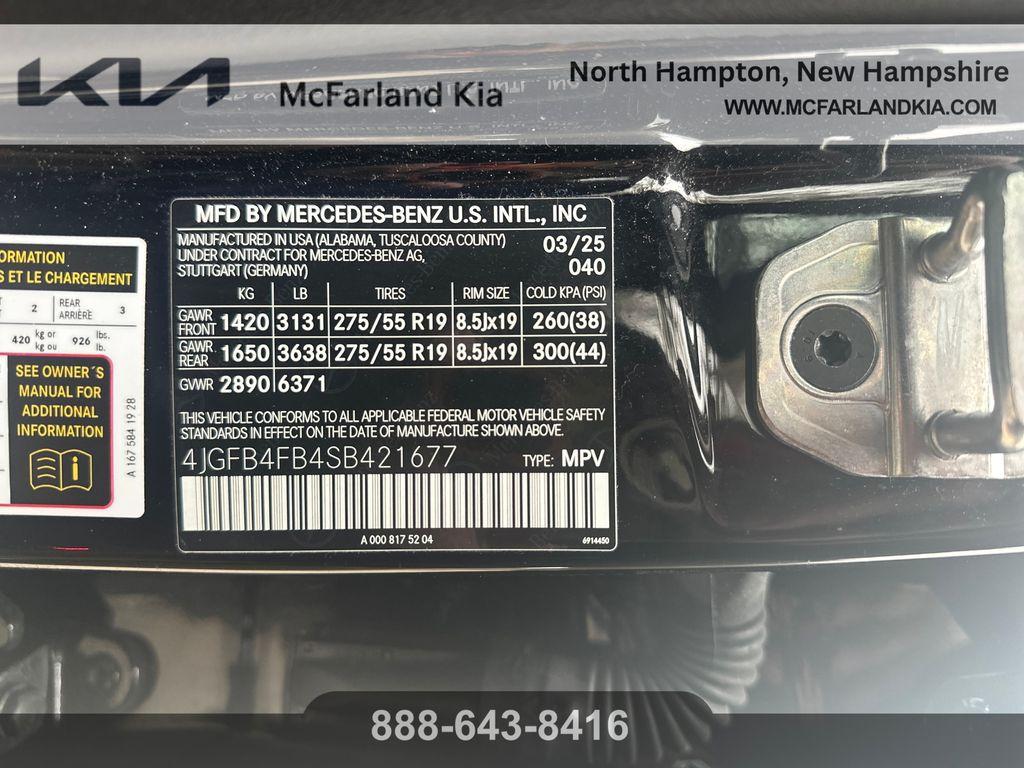 KIA
McFarland Kia
North Hampton, New Hampshire
WWW.MCFARLANDKIA.COM
MFD BY MERCEDES-BENZ U.S. INTL., INC
MANUFACTURED IN USA (ALABAMA, TUSCALOOSA COUNTY)
UNDER CONTRACT FOR MERCEDES-BENZ AG,
STUTTGART (GERMANY)
03/25
040
KG LB TIRES RIM SIZE COLD KPA (PSI)
GAWR FRONT 1420 3131 275/55 R19 8.5Jx19 260(38)
GAWR REAR 1650 3638 275/55 R19 8.5Jx19 300(44)
GVWR 2890 6371
THIS VEHICLE CONFORMS TO ALL APPLICABLE FEDERAL MOTOR VEHICLE SAFETY
STANDARDS IN EFFECT ON THE DATE OF MANUFACTURE SHOWN ABOVE.
4JGFB4FB4SB421677 TYPE: MPV
A 000 817 52 04 6914450
ORMATION
S ET LE CHARGEMENT
2 REAR ARRIÈRE 3
420 kg or kg ou 926 lbs. lb.
SEE OWNER´S
MANUAL FOR
ADDITIONAL
INFORMATION
A 167 584 19 28
888-643-8416